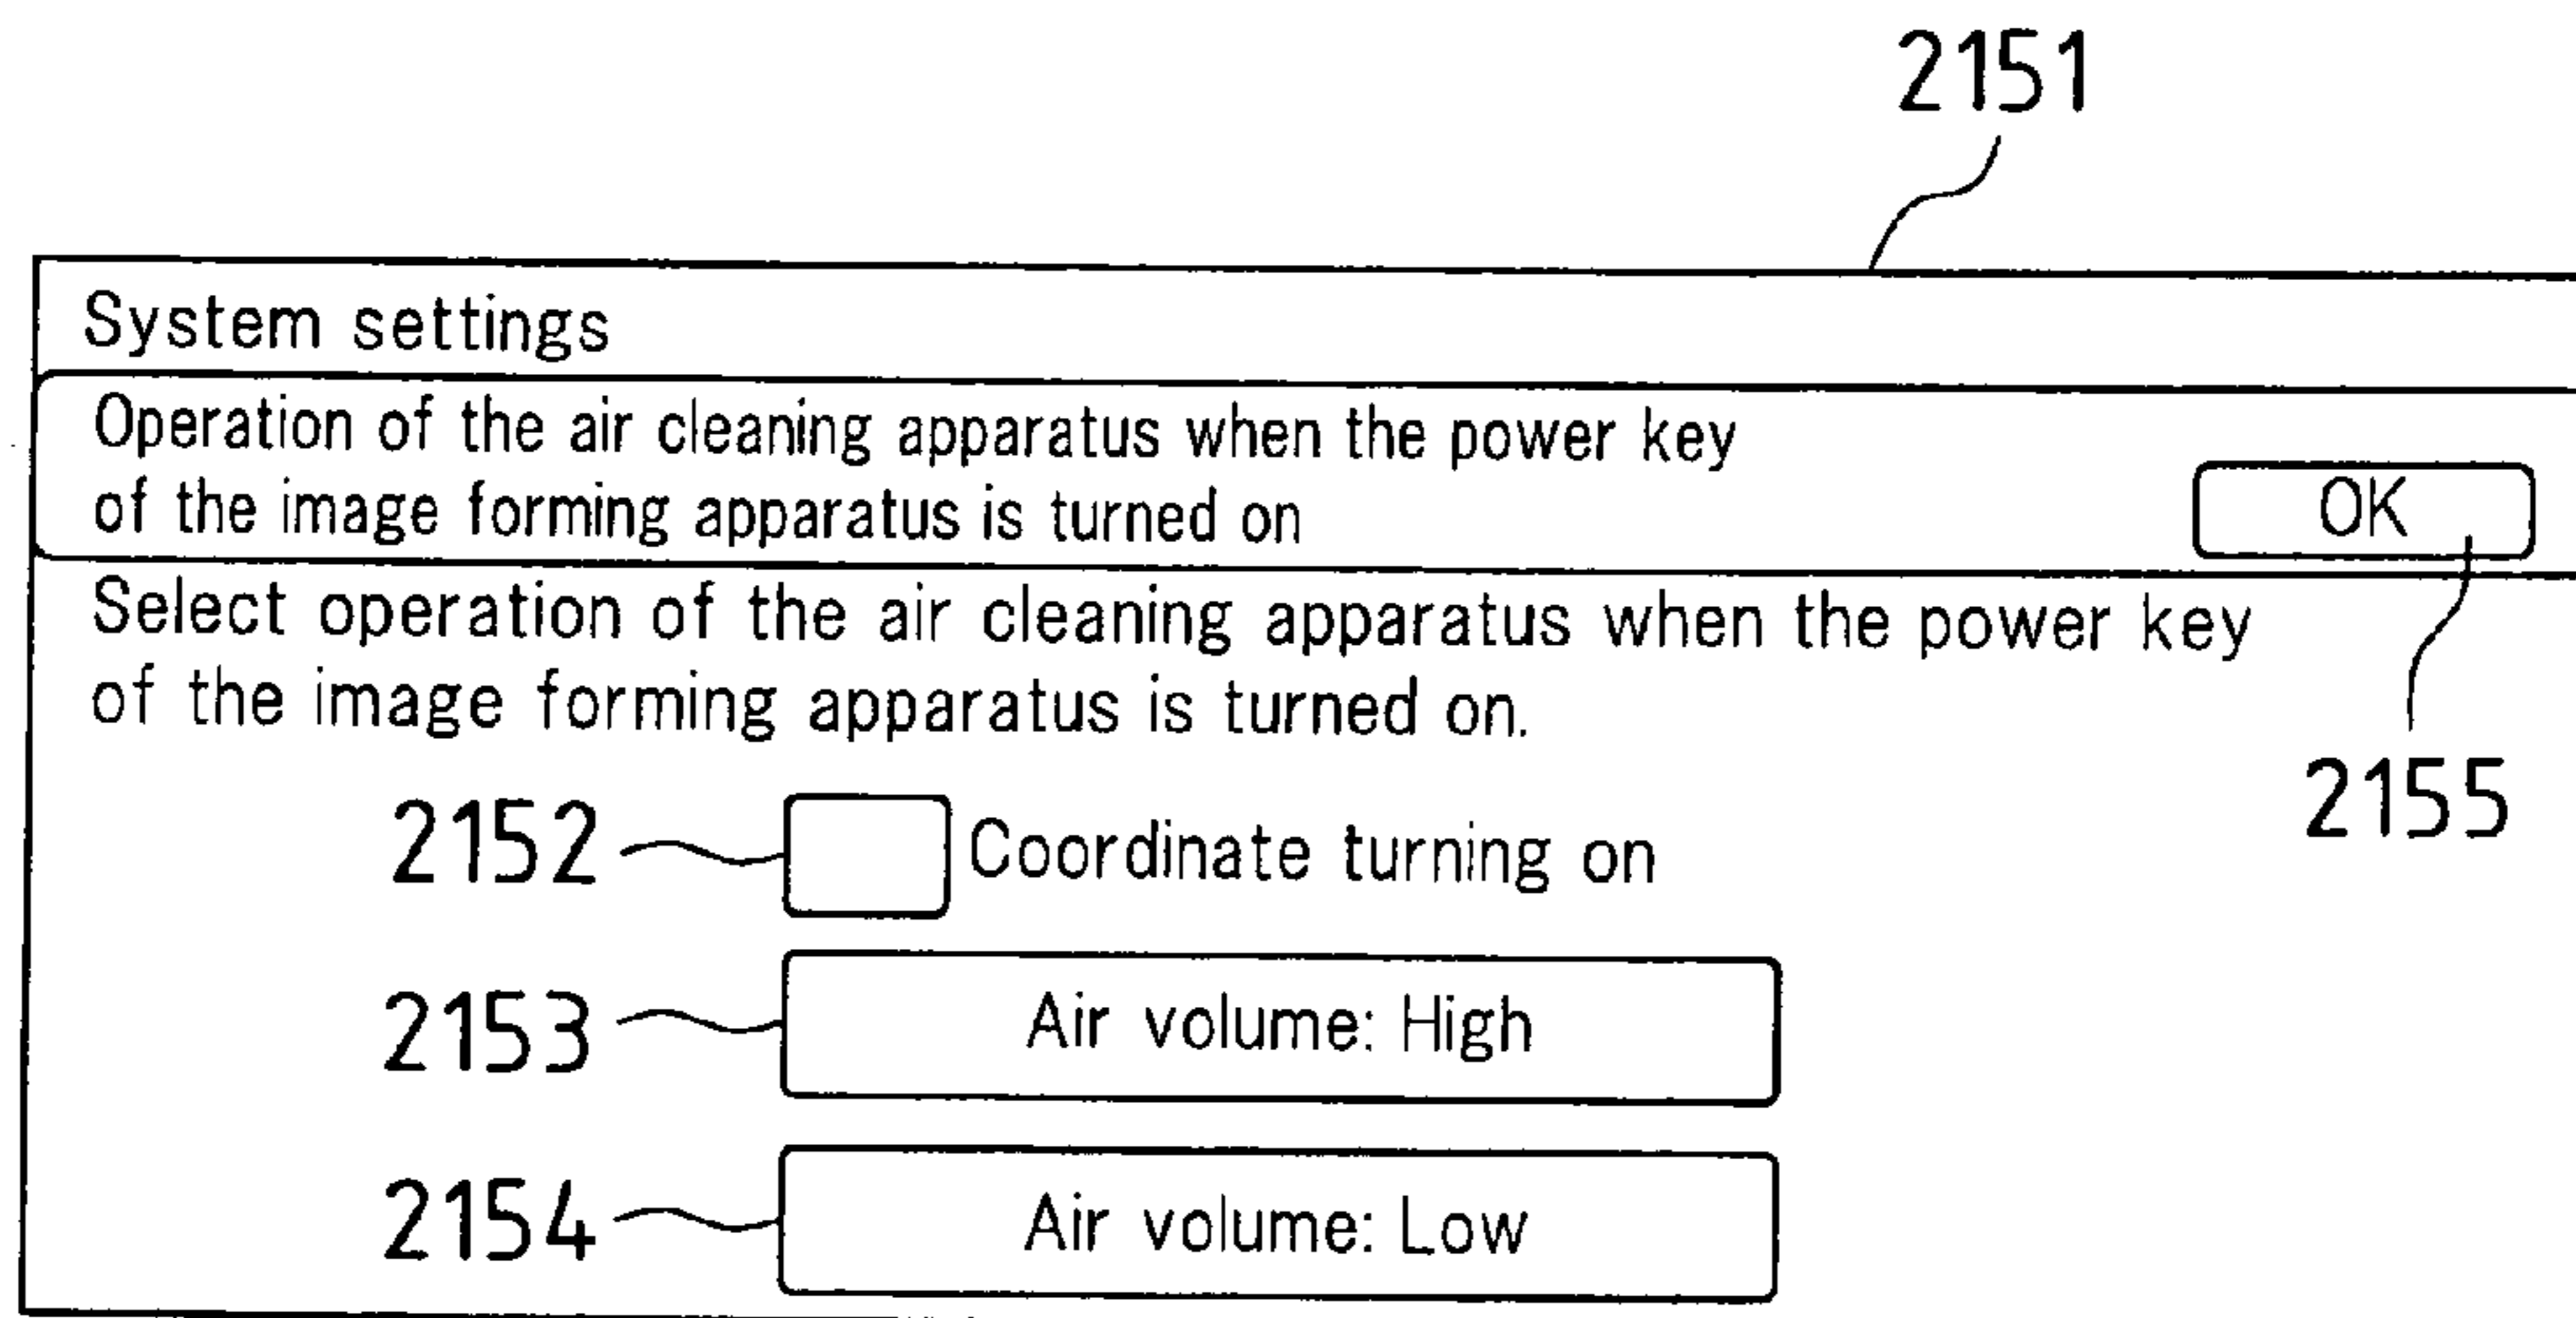 2151
System settings
Operation of the air cleaning apparatus when the power key
of the image forming apparatus is turned on
OK
Select operation of the air cleaning apparatus when the power key
of the image forming apparatus is turned on.
2155
2152 Coordinate turning on
2153 Air volume: High
2154 Air volume: Low